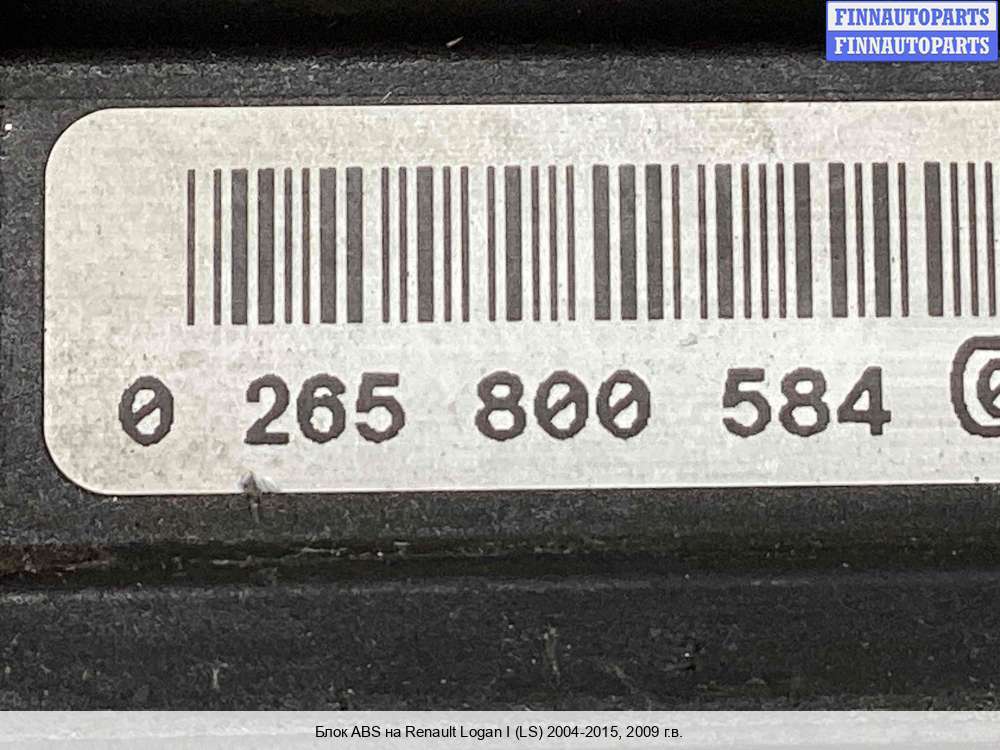 FINNAUTOPARTS
FINNAUTOPARTS
0 265 800 584
Блок ABS на Renault Logan I (LS) 2004-2015, 2009 г.в.